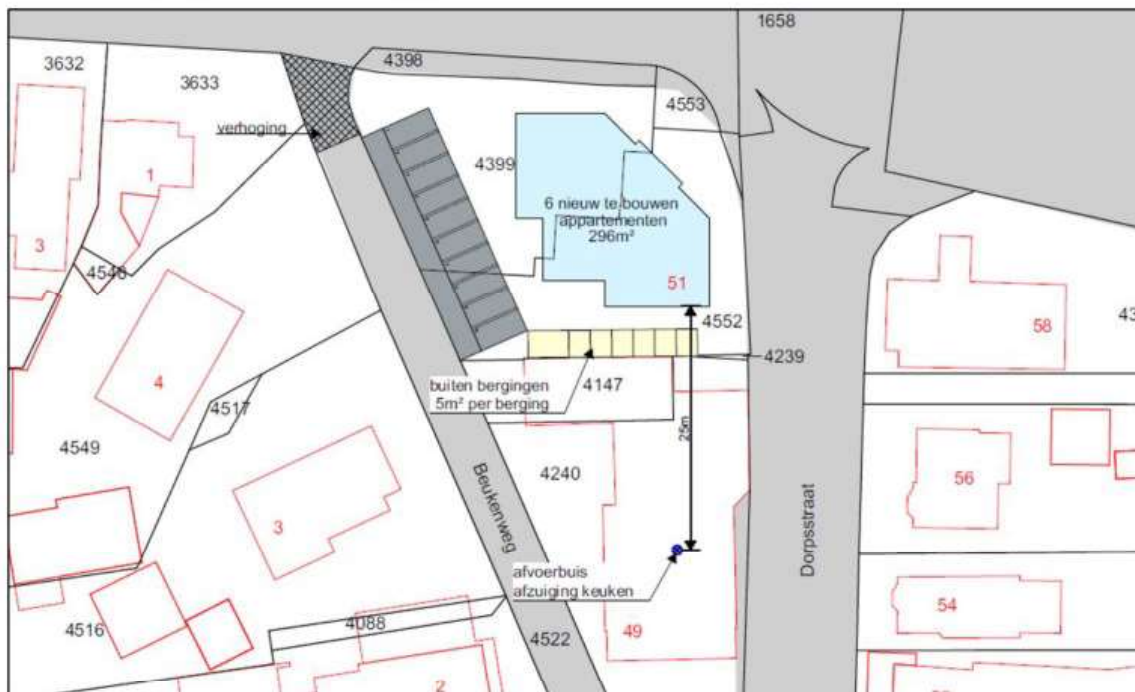 1658
3632
3633
4398
4553
verhoging
4399
1
6 nieuw te bouwen
appartementen
296m²
3
4546
51
4552
58
43
4239
4
buiten bergingen
5m² per berging
4147
4517
25m
4549
4240
56
3
Beukenweg
Dorpsstraat
afvoerbuis
afzuiging keuken
54
4516
4088
4522
49
2